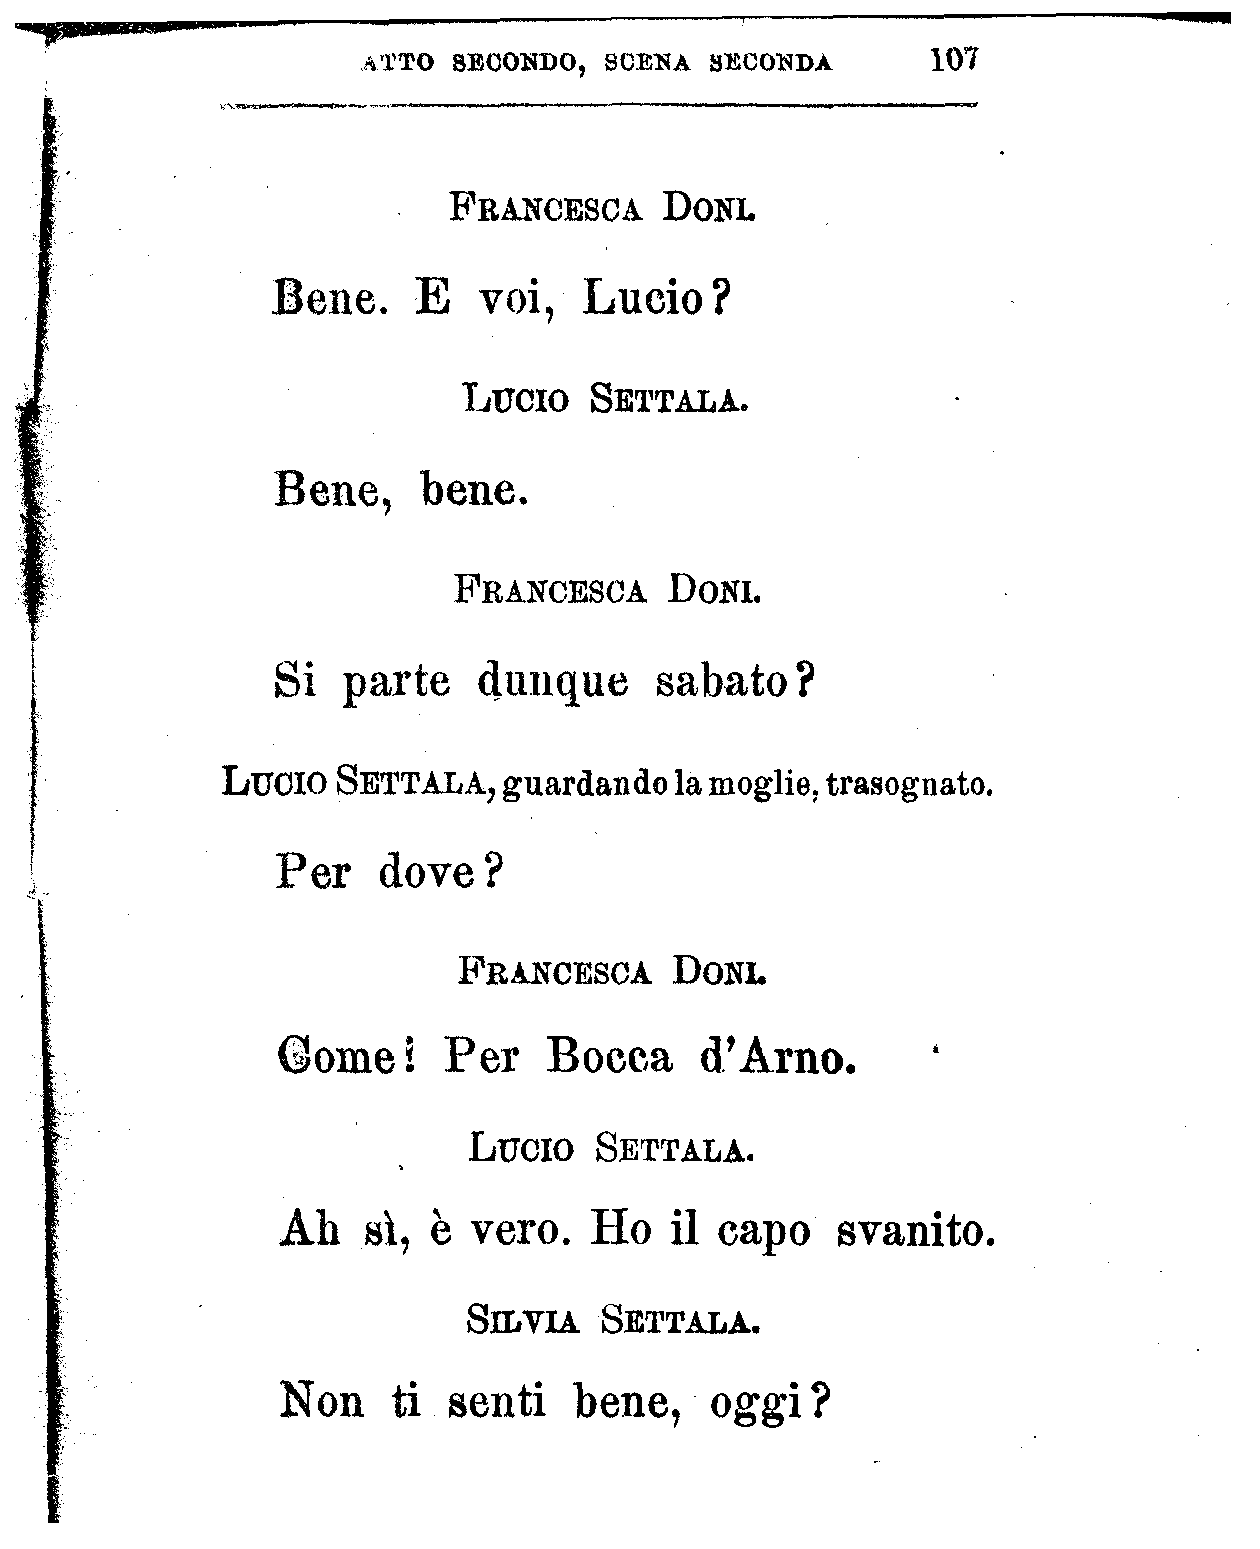 ATTO SECONDO, SCENA SECONDA 107
FRANCESCA DONI.
Bene. E voi, Lucio?
LUCIO SETTALA.
Bene, bene.
FRANCESCA DONI.
Si parte dunque sabato?
LUCIO SETTALA, guardando la moglie, trasognato.
Per dove?
FRANCESCA DONI.
Come! Per Bocca d'Arno.
LUCIO SETTALA.
Ah sì, è vero. Ho il capo svanito.
SILVIA SETTALA.
Non ti senti bene, oggi?